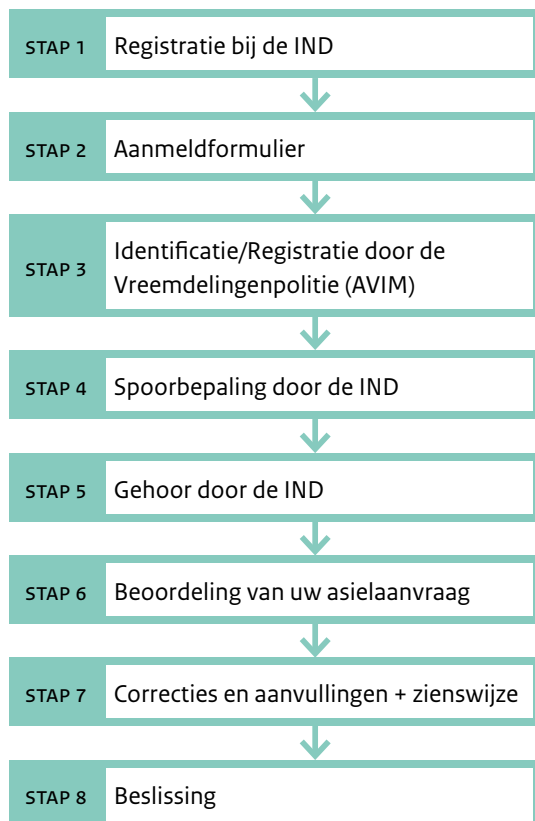 STAP 1 Registratie bij de IND
STAP 2 Aanmeldformulier
STAP 3 Identificatie/Registratie door de
Vreemdelingenpolitie (AVIM)
STAP 4 Spoorbepaling door de IND
STAP 5 Gehoor door de IND
STAP 6 Beoordeling van uw asielaanvraag
STAP 7 Correcties en aanvullingen + zienswijze
STAP 8 Beslissing